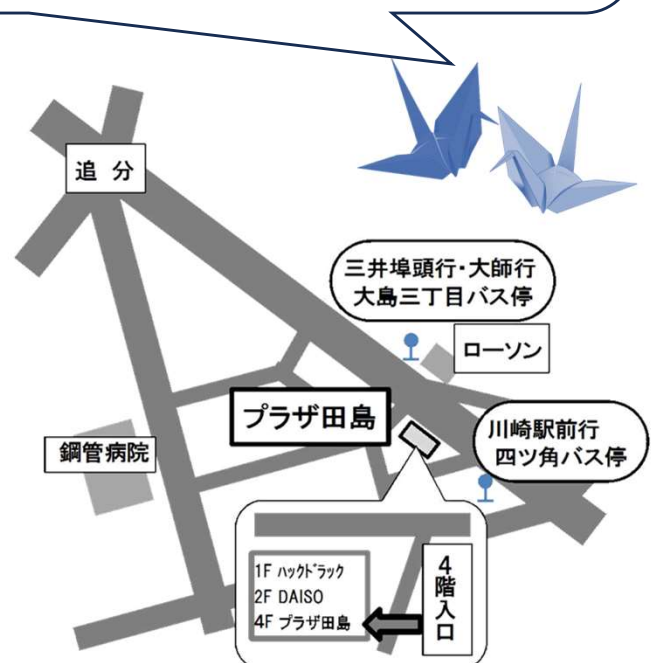 追分
三井埠頭行・大師行
大島三丁目バス停
ローソン
プラザ田島
川崎駅前行
四ツ角バス停
鋼管病院
1F ハックドラック
2F DAISO
4F プラザ田島
4階入口